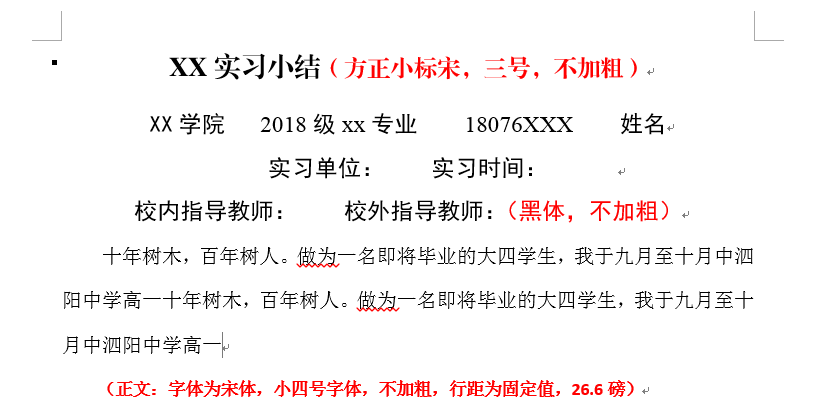 XX 实习小结（方正小标宋，三号，不加粗）
XX 学院 2018 级 xx 专业 18076XXX 姓名
实习单位： 实习时间：
校内指导教师： 校外指导教师：（黑体，不加粗）
十年树木，百年树人。做为一名即将毕业的大四学生，我于九月至十月中泗
阳中学高一十年树木，百年树人。做为一名即将毕业的大四学生，我于九月至十
月中泗阳中学高一
（正文：字体为宋体，小四号字体，不加粗，行距为固定值，26.6 磅）